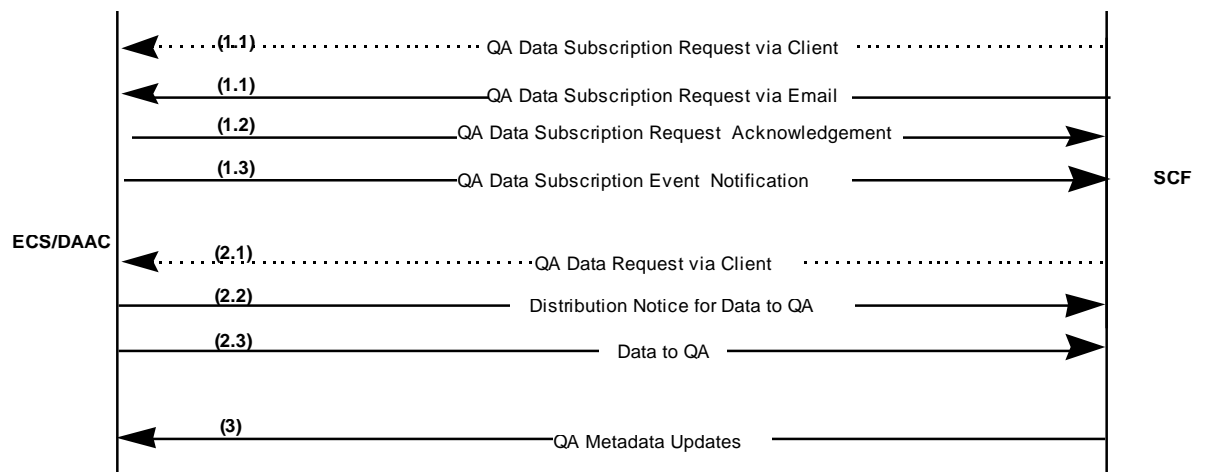 (1.1) QA Data Subscription Request via Client
(1.1) QA Data Subscription Request via Email
(1.2) QA Data Subscription Request Acknowledgement
(1.3) QA Data Subscription Event Notification
SCF
ECS/DAAC
(2.1) QA Data Request via Client
(2.2) Distribution Notice for Data to QA
(2.3) Data to QA
(3) QA Metadata Updates